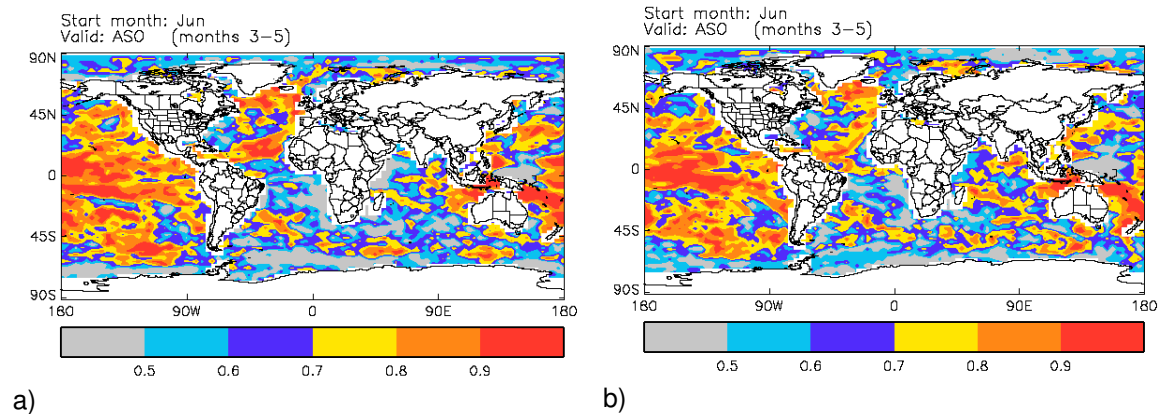 Start month: Jun
Valid: ASO (months 3–5)
90N
45N
0
45S
90S
180 90W 0 90E 180
0.5 0.6 0.7 0.8 0.9
a)
Start month: Jun
Valid: ASO (months 3–5)
90N
45N
0
45S
90S
180 90W 0 90E 180
0.5 0.6 0.7 0.8 0.9
b)